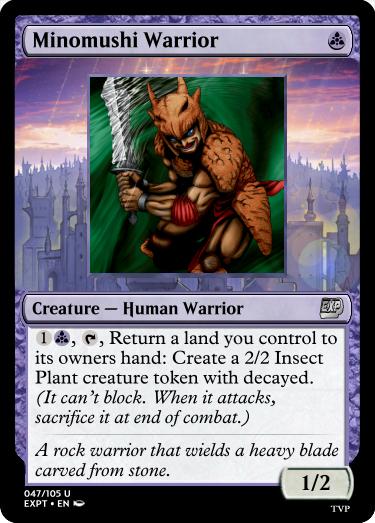 Minomushi Warrior
EXP
Creature — Human Warrior
1, , Return a land you control to
its owners hand: Create a 2/2 Insect
Plant creature token with decayed.
(It can't block. When it attacks,
sacrifice it at end of combat.)
A rock warrior that wields a heavy blade
carved from stone.
1/2
047/105 U
EXPT • EN
TVP